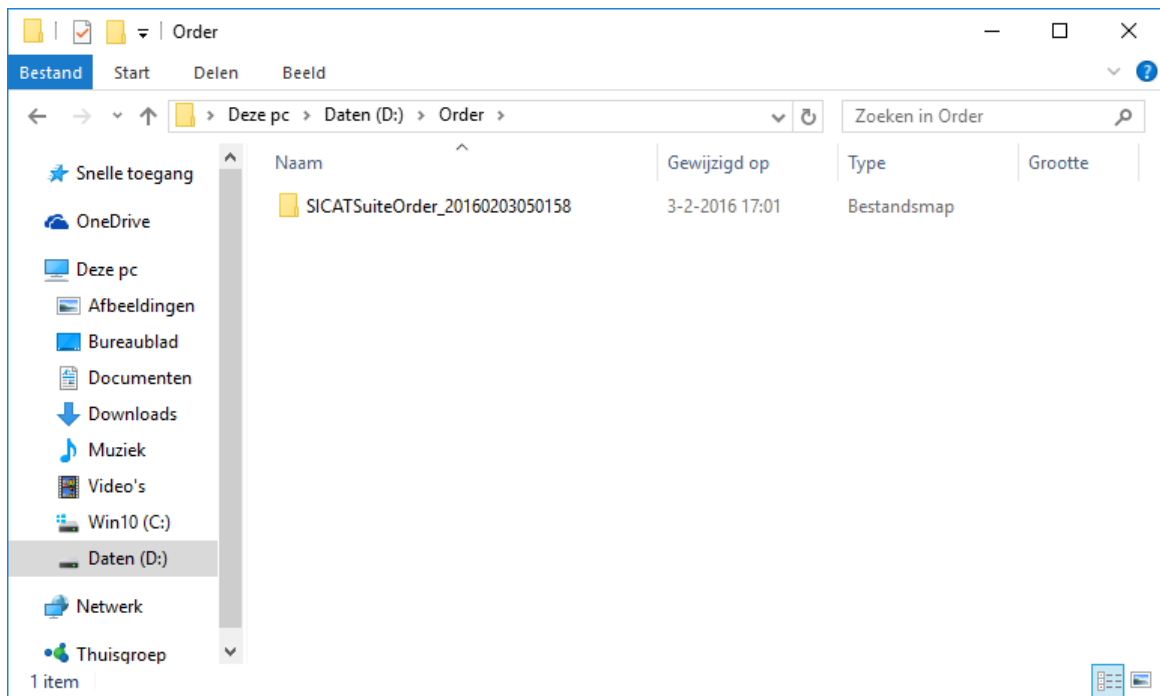 Order
Bestand Start Delen Beeld
Deze pc Daten (D:) Order Zoeken in Order
Naam Gewijzigd op Type Grootte
SICATSuiteOrder_20160203050158 3-2-2016 17:01 Bestandsmap
Snelle toegang
OneDrive
Deze pc
Afbeeldingen
Bureaublad
Documenten
Downloads
Muziek
Video's
Win10 (C:)
Daten (D:)
Netwerk
Thuisgroep
1 item